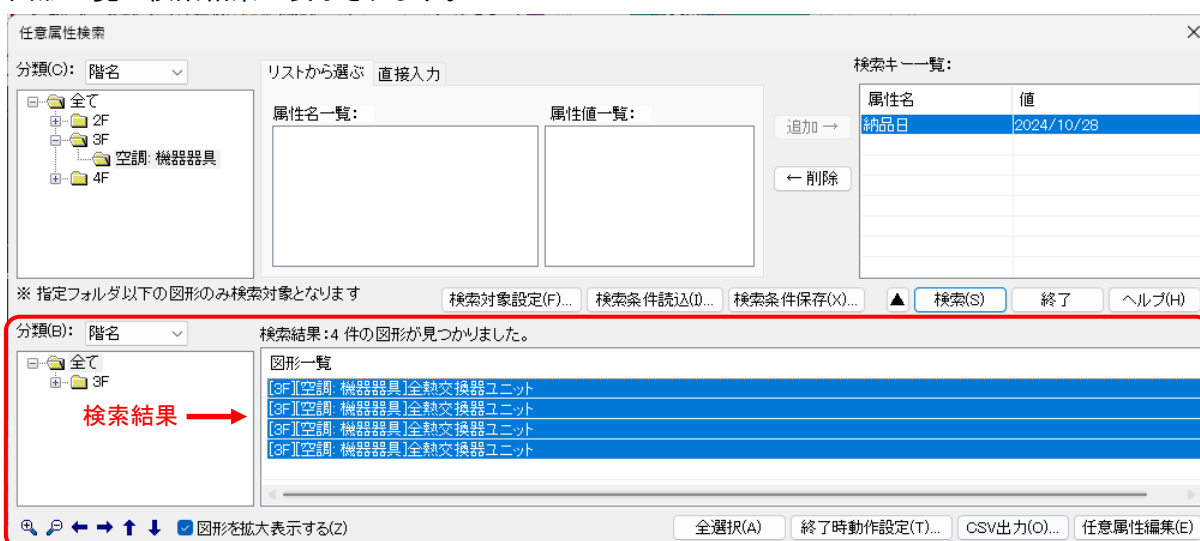 任意属性検索
分類(C): 階名
全て
2F
3F
空調: 機器器具
4F
リストから選ぶ 直接入力
属性名一覧: 属性値一覧:
追加 →
← 削除
検索キー一覧:
属性名 値
納品日 2024/10/28
※ 指定フォルダ以下の図形のみ検索対象となります
検索対象設定(F)... 検索条件読込(I)... 検索条件保存(X)... ▲ 検索(S) 終了 ヘルプ(H)
分類(B): 階名
検索結果:4 件の図形が見つかりました。
全て
3F
検索結果
図形一覧
[3F][空調: 機器器具]全熱交換器ユニット
[3F][空調: 機器器具]全熱交換器ユニット
[3F][空調: 機器器具]全熱交換器ユニット
[3F][空調: 機器器具]全熱交換器ユニット
図形を拡大表示する(Z)
全選択(A) 終了時動作設定(T)... CSV出力(O)... 任意属性編集(E)